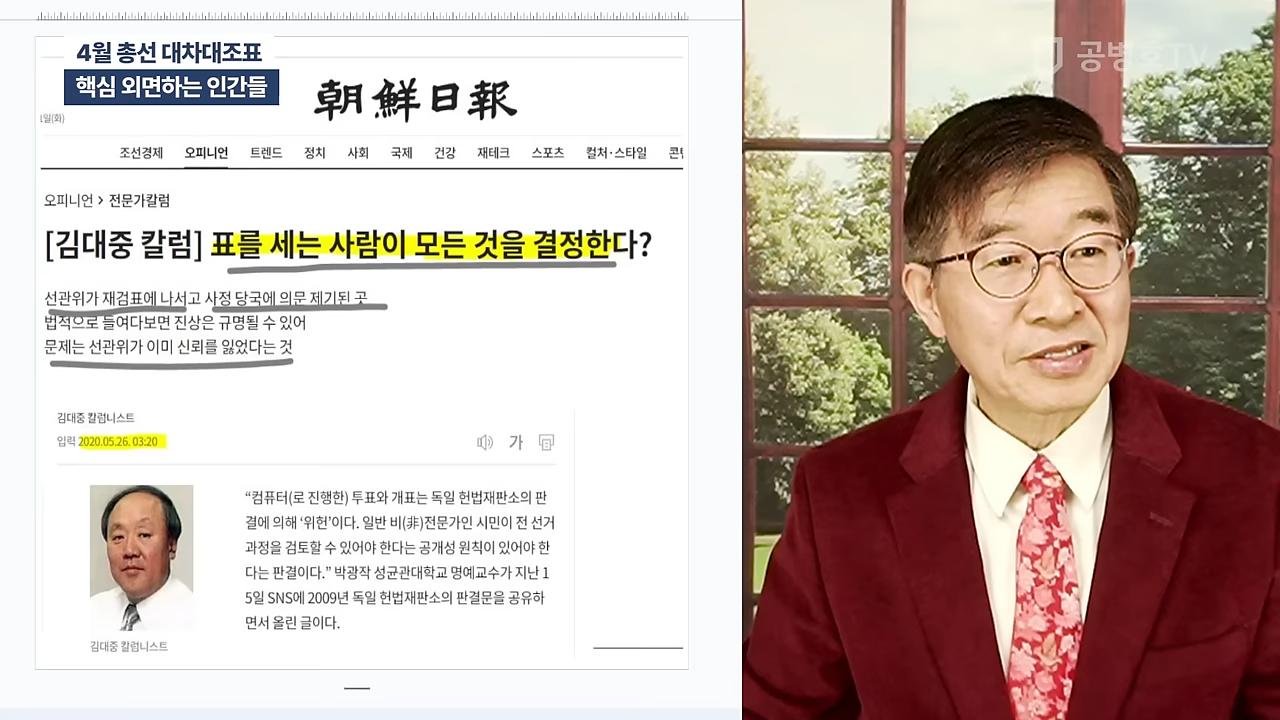 4월 총선 대차대조표
핵심 외면하는 인간들
공병호TV
朝鮮日報
1일(화)
조선경제 오피니언 트렌드 정치 사회 국제 건강 재테크 스포츠 컬처·스타일
오피니언 > 전문가칼럼
[김대중 칼럼] 표를 세는 사람이 모든 것을 결정한다?
선관위가 재검표에 나서고 사정 당국에 의문 제기된 곳
법적으로 들여다보면 진상은 규명될 수 있어
문제는 선관위가 이미 신뢰를 잃었다는 것
김대중 칼럼니스트
입력 2020.05.26. 03:20
가
“컴퓨터(로 진행한) 투표와 개표는 독일 헌법재판소의 판
결에 의해 ‘위헌’이다. 일반 비(非)전문가인 시민이 전 선거
과정을 검토할 수 있어야 한다는 공개성 원칙이 있어야 한
다는 판결이다.” 박광작 성균관대학교 명예교수가 지난 1
5일 SNS에 2009년 독일 헌법재판소의 판결문을 공유하
면서 올린 글이다.
김대중 칼럼니스트